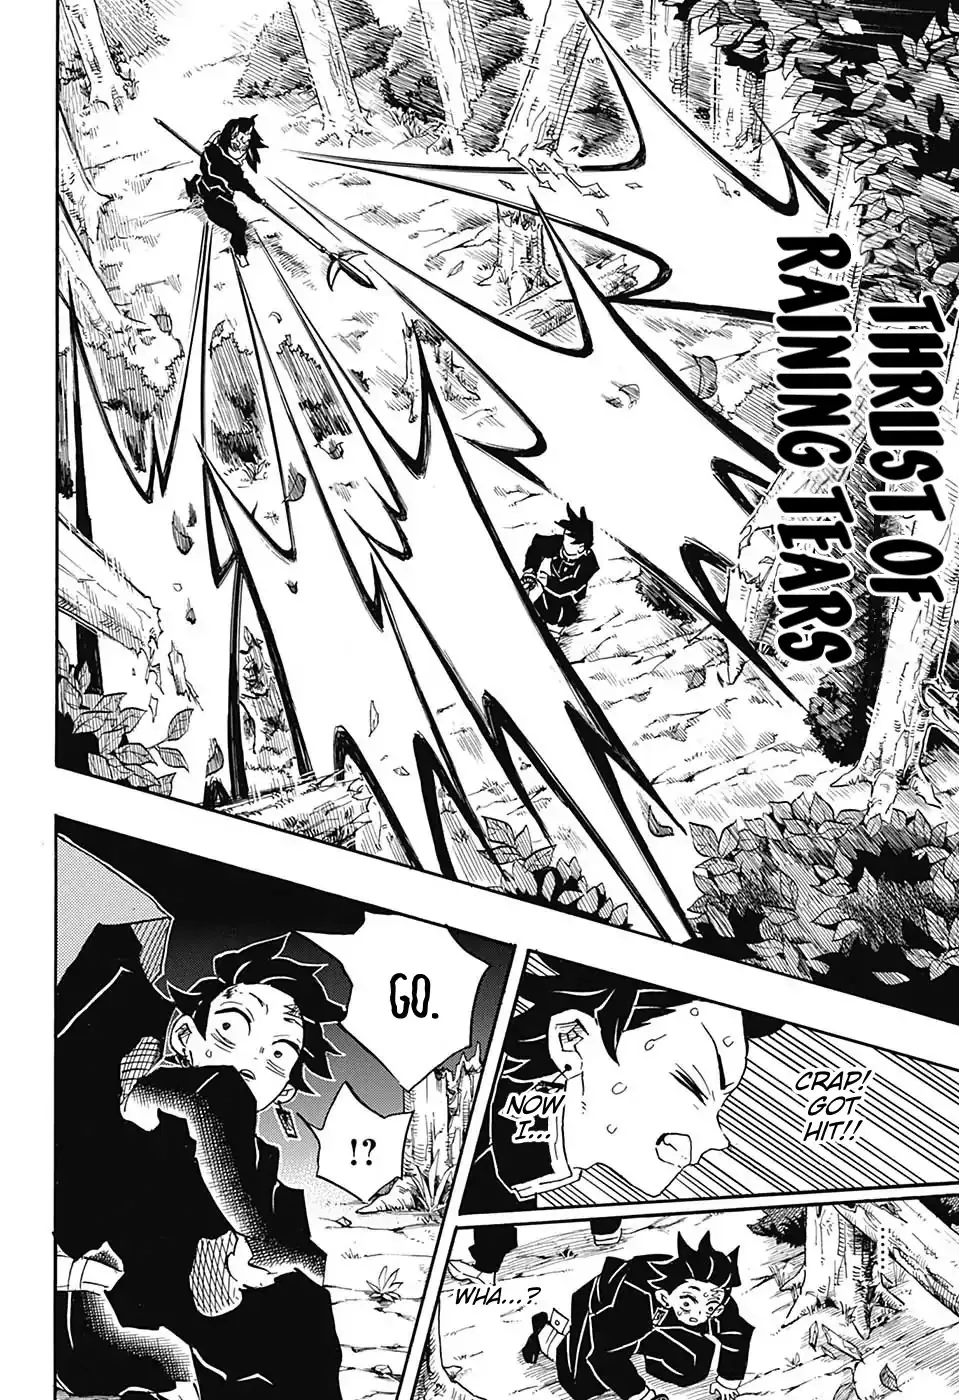 THRUST OF
RAINING TEARS
CRAP!
GOT
HIT!!
NOW
I...
WHA...?
GO.
!?